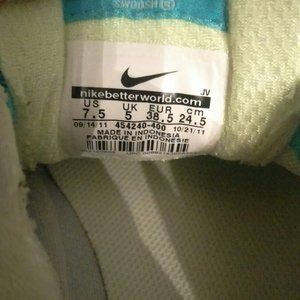 SWOOSH®
JV
nikebetterworld.com
US UK EUR cm
7.5 5 38.5 24.5
09/14/11 454240-400 10/21/11
MADE IN INDONESIA
FABRIQUE EN INDONESIE